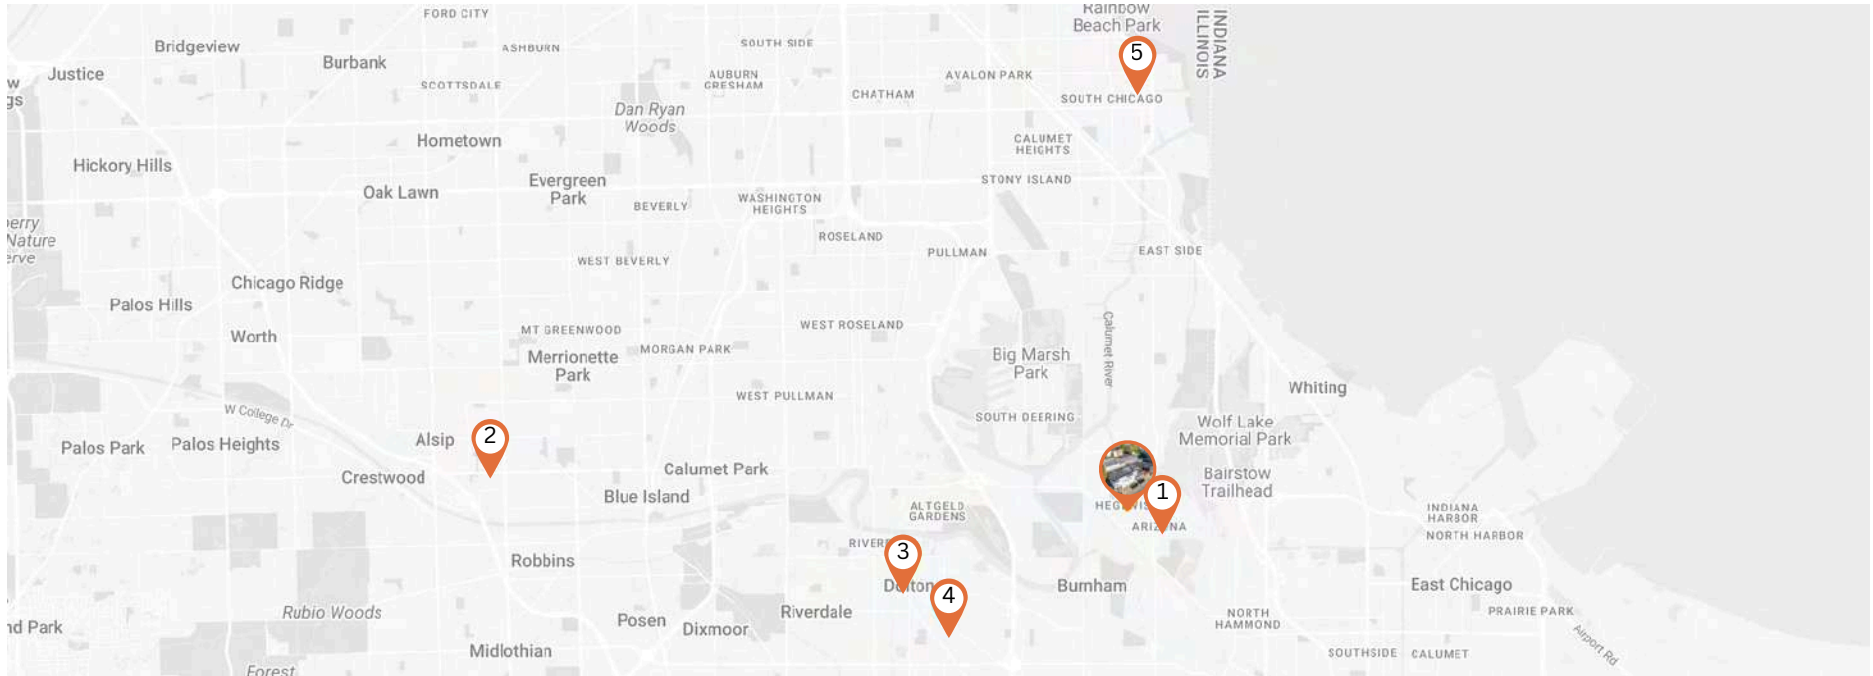 FORD CITY
Rainbow
Beach Park
INDIANA
ILLINOIS
Bridgeview
ASHBURN
SOUTH SIDE
5
Burbank
Justice
AUBURN
GRESHAM
AVALON PARK
SCOTTSDALE
CHATHAM
SOUTH CHICAGO
Dan Ryan
Woods
Hometown
CALUMET
HEIGHTS
Hickory Hills
Evergreen
Park
STONY ISLAND
Oak Lawn
BEVERLY
WASHINGTON
HEIGHTS
Nature
ROSELAND
PULLMAN
EAST SIDE
WEST BEVERLY
Chicago Ridge
Palos Hills
Worth
MT GREENWOOD
WEST ROSELAND
Calumet River
MORGAN PARK
Merrionette
Park
Big Marsh
Park
Whiting
WEST PULLMAN
W College Dr
SOUTH DEERING
Wolf Lake
Memorial Park
Palos Park
Palos Heights
Alsip
2
Crestwood
Calumet Park
Bairstow
Trailhead
Blue Island
1
ALTGELD
GARDENS
INDIANA
HARBOR
NORTH HARBOR
3
Robbins
Dolton
Burnham
East Chicago
4
Rubio Woods
Riverdale
Posen
Dixmoor
NORTH
HAMMOND
PRAIRIE PARK
nd Park
Airport Rd
Midlothian
SOUTHSIDE
CALUMET
Forest